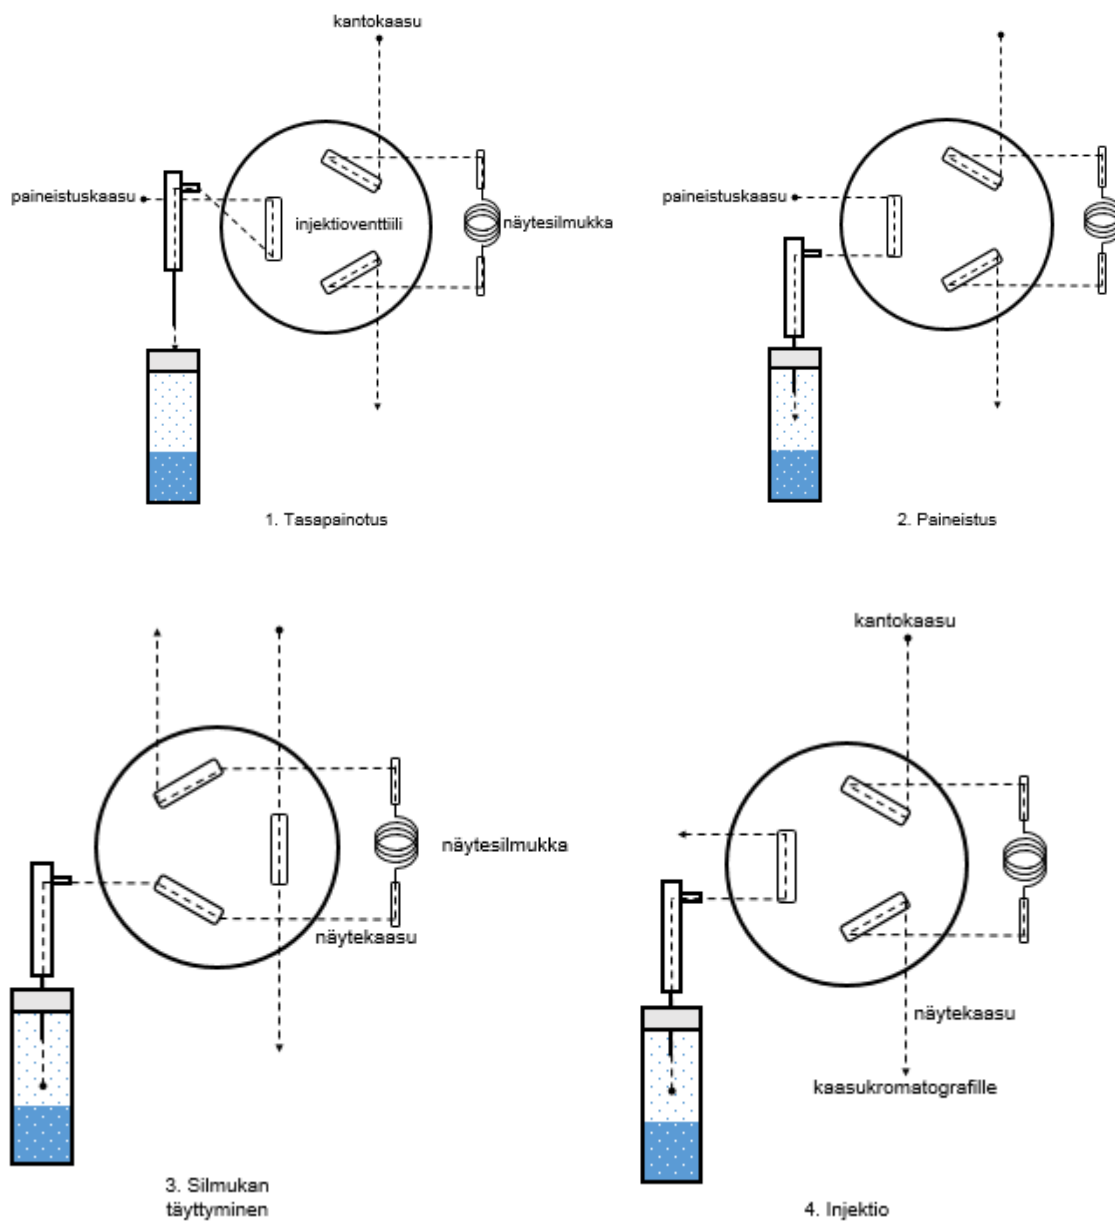 kantokaasu
paineistuskaasu
injektioventtiili
näytesilmukka
1. Tasapainotus
paineistuskaasu
2. Paineistus
näytesilmukka
näytekaasu
3. Silmukan
täyttyminen
kantokaasu
näytekaasu
kaasukromatografille
4. Injektio